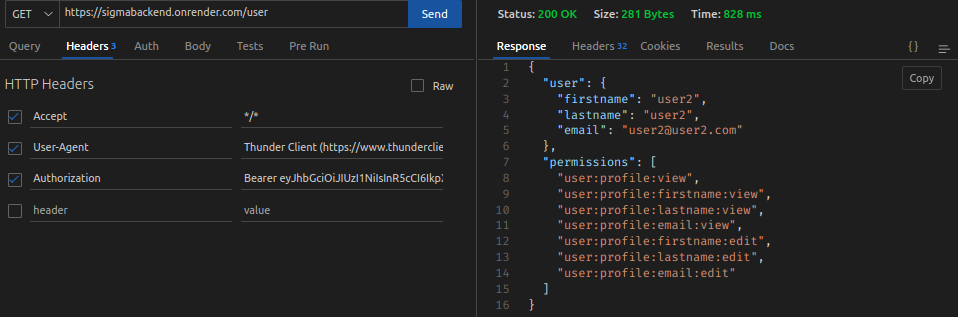 GET https://sigmabackend.onrender.com/user Send
Query Headers 3 Auth Body Tests Pre Run
HTTP Headers Raw
Accept */*
User-Agent Thunder Client (https://www.thunderclie
Authorization Bearer eyJhbGciOiJIUzI1NiIsInR5cCI6IkpX
header value
Status: 200 OK Size: 281 Bytes Time: 828 ms
Response Headers 32 Cookies Results Docs {}
Copy
1 {
2 "user": {
3 "firstname": "user2",
4 "lastname": "user2",
5 "email": "user2@user2.com"
6 },
7 "permissions": [
8 "user:profile:view",
9 "user:profile:firstname:view",
10 "user:profile:lastname:view",
11 "user:profile:email:view",
12 "user:profile:firstname:edit",
13 "user:profile:lastname:edit",
14 "user:profile:email:edit"
15 ]
16 }